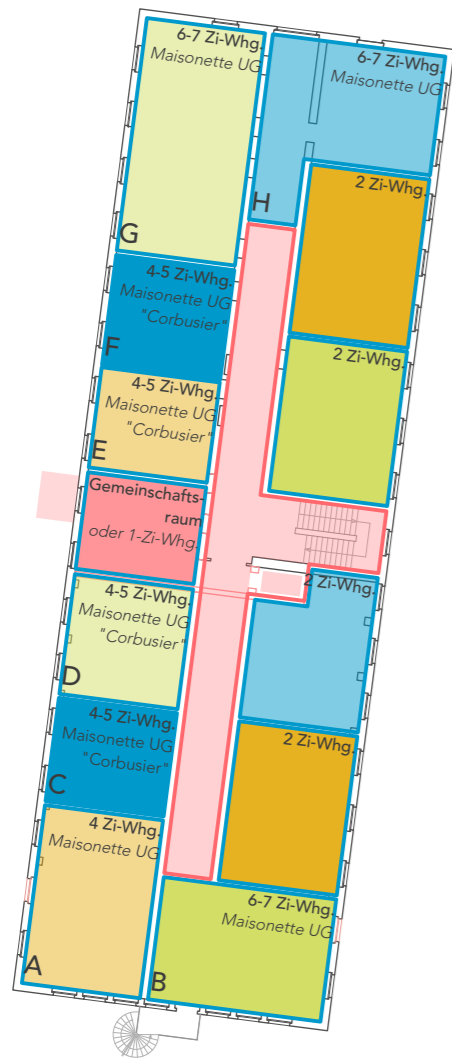 6-7 Zi-Whg.
Maisonette UG
G
6-7 Zi-Whg.
Maisonette UG
H
2 Zi-Whg.
4-5 Zi-Whg.
Maisonette UG
"Corbusier"
F
2 Zi-Whg.
4-5 Zi-Whg.
Maisonette UG
"Corbusier"
E
Gemeinschafts-
raum
oder 1-Zi-Whg.
4-5 Zi-Whg.
Maisonette UG
"Corbusier"
D
2 Zi-Whg.
4-5 Zi-Whg.
Maisonette UG
"Corbusier"
C
2 Zi-Whg.
4 Zi-Whg.
Maisonette UG
A
6-7 Zi-Whg.
Maisonette UG
B